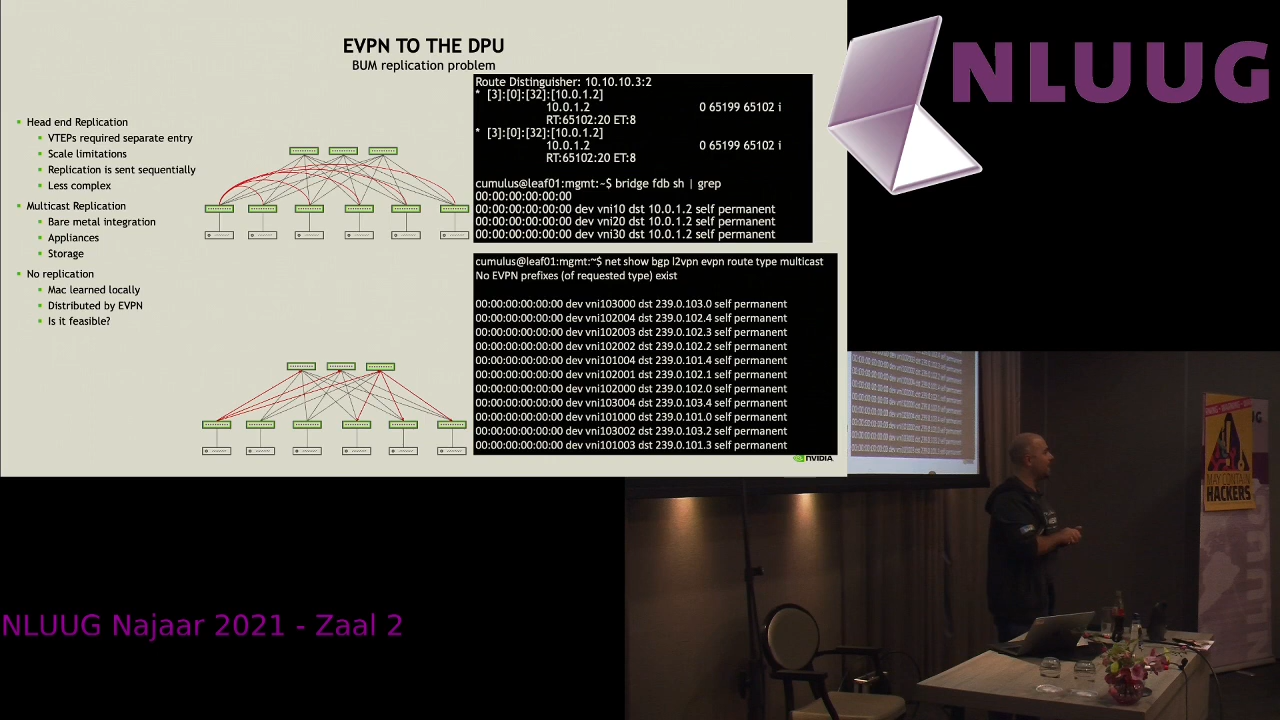 EVPN TO THE DPU
BUM replication problem
Head end Replication
VTEPs required separate entry
Scale limitations
Replication is sent sequentially
Less complex
Multicast Replication
Bare metal integration
Appliances
Storage
No replication
Mac learned locally
Distributed by EVPN
Is it feasible?
Route Distinguisher: 10.10.10.3:2
* [3]:[0]:[32]:[10.0.1.2]
10.0.1.2 0 65199 65102 i
RT:65102:20 ET:8
* [3]:[0]:[32]:[10.0.1.2]
10.0.1.2 0 65199 65102 i
RT:65102:20 ET:8
cumulus@leaf01:mgmt:~$ bridge fdb sh | grep
00:00:00:00:00:00
00:00:00:00:00:00 dev vni10 dst 10.0.1.2 self permanent
00:00:00:00:00:00 dev vni20 dst 10.0.1.2 self permanent
00:00:00:00:00:00 dev vni30 dst 10.0.1.2 self permanent
cumulus@leaf01:mgmt:~$ net show bgp l2vpn evpn route type multicast
No EVPN prefixes (of requested type) exist
00:00:00:00:00:00 dev vni103000 dst 239.0.103.0 self permanent
00:00:00:00:00:00 dev vni102004 dst 239.0.102.4 self permanent
00:00:00:00:00:00 dev vni102003 dst 239.0.102.3 self permanent
00:00:00:00:00:00 dev vni102002 dst 239.0.102.2 self permanent
00:00:00:00:00:00 dev vni101004 dst 239.0.101.4 self permanent
00:00:00:00:00:00 dev vni102001 dst 239.0.102.1 self permanent
00:00:00:00:00:00 dev vni102000 dst 239.0.102.0 self permanent
00:00:00:00:00:00 dev vni103004 dst 239.0.103.4 self permanent
00:00:00:00:00:00 dev vni101000 dst 239.0.101.0 self permanent
00:00:00:00:00:00 dev vni103002 dst 239.0.103.2 self permanent
00:00:00:00:00:00 dev vni101003 dst 239.0.101.3 self permanent
NVIDIA
NLUUG
MAY CONTAIN
HACKERS
NLUUG Najaar 2021 - Zaal 2